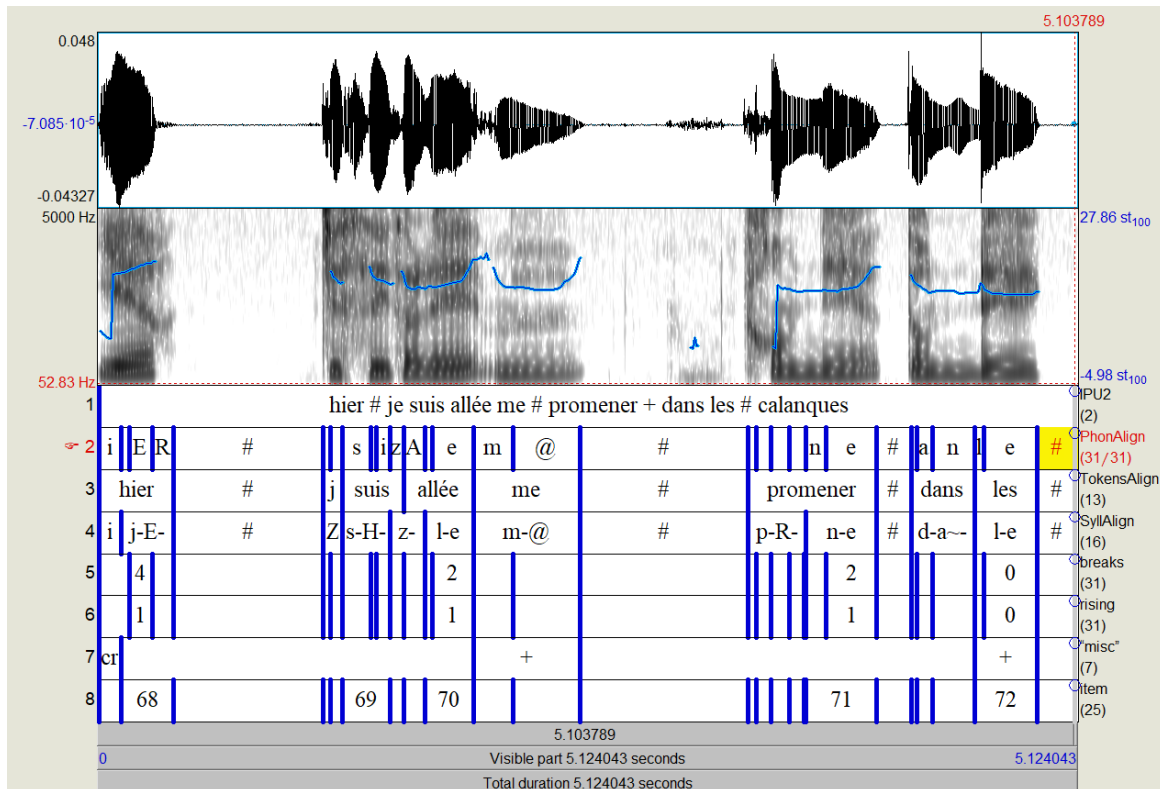 5.103789
0.048
-7.085·10-5
-0.04327
5000 Hz 27.86 st100
52.83 Hz -4.98 st100
1 hier # je suis allée me # promener + dans les # calanques IPU2 (2)
2 i E R # s i z A e m @ # n e # a n l e # PhonAlign (31/31)
3 hier # j suis allée me # promener # dans les # TokensAlign (13)
4 i j-E- # Z s-H- z- l-e m-@ # p-R- n-e # d-a~- l-e # SyllAlign (16)
5 4 2 2 0 breaks (31)
6 1 1 1 0 rising (31)
7 cr + + "misc" (7)
8 68 69 70 71 72 item (25)
5.103789
0 Visible part 5.124043 seconds 5.124043
Total duration 5.124043 seconds